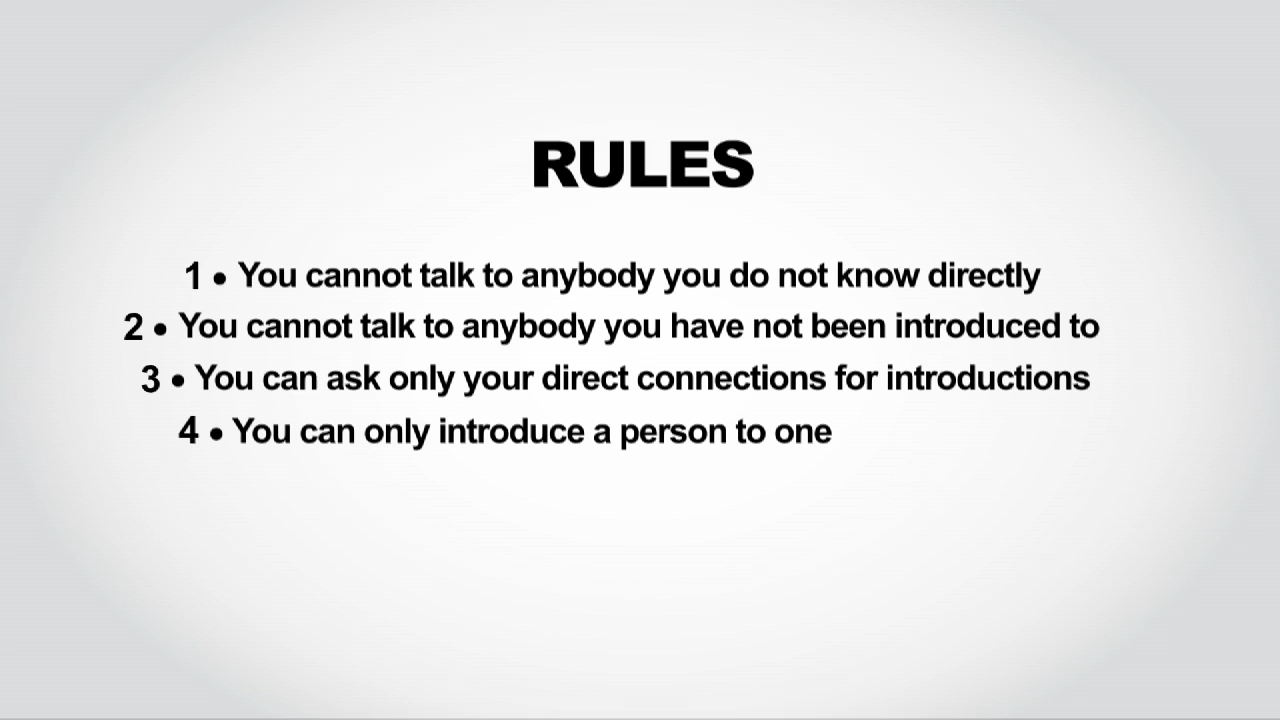 RULES
1 • You cannot talk to anybody you do not know directly
2 • You cannot talk to anybody you have not been introduced to
3 • You can ask only your direct connections for introductions
4 • You can only introduce a person to one